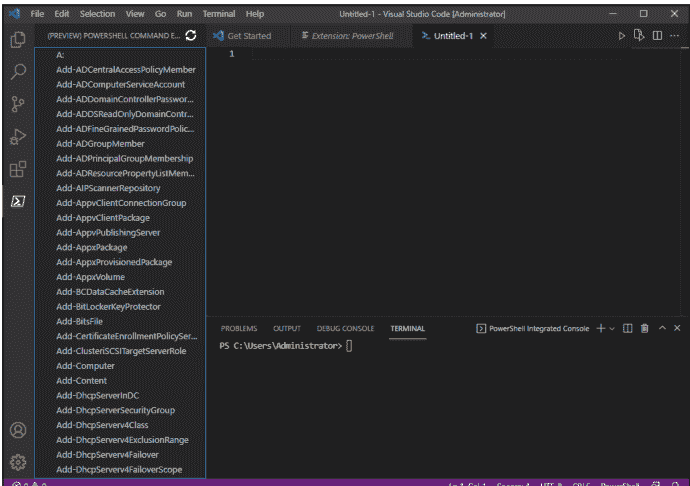 File Edit Selection View Go Run Terminal Help Untitled-1 - Visual Studio Code [Administrator]
(PREVIEW) POWERSHELL COMMAND E... Get Started Extension: PowerShell Untitled-1
1
A:
Add-ADCentralAccessPolicyMember
Add-ADComputerServiceAccount
Add-ADDomainControllerPasswor...
Add-ADDSReadOnlyDomainContr...
Add-ADFineGrainedPasswordPolic...
Add-ADGroupMember
Add-ADPrincipalGroupMembership
Add-ADResourcePropertyListMem...
Add-AIPScannerRepository
Add-AppvClientConnectionGroup
Add-AppvClientPackage
Add-AppvPublishingServer
Add-AppxPackage
Add-AppxProvisionedPackage
Add-AppxVolume
Add-BCDataCacheExtension
Add-BitLockerKeyProtector
Add-BitsFile
Add-CertificateEnrollmentPolicySer...
Add-ClusteriSCSITargetServerRole
Add-Computer
Add-Content
Add-DhcpServerInDC
Add-DhcpServerSecurityGroup
Add-DhcpServerv4Class
Add-DhcpServerv4ExclusionRange
Add-DhcpServerv4Failover
Add-DhcpServerv4FailoverScope
PROBLEMS OUTPUT DEBUG CONSOLE TERMINAL PowerShell Integrated Console
PS C:\Users\Administrator>